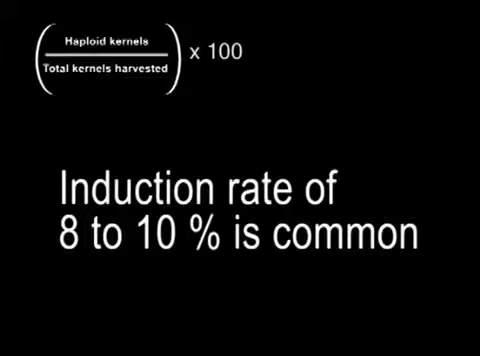 Haploid kernels
Total kernels harvested
x 100
Induction rate of
8 to 10 % is common